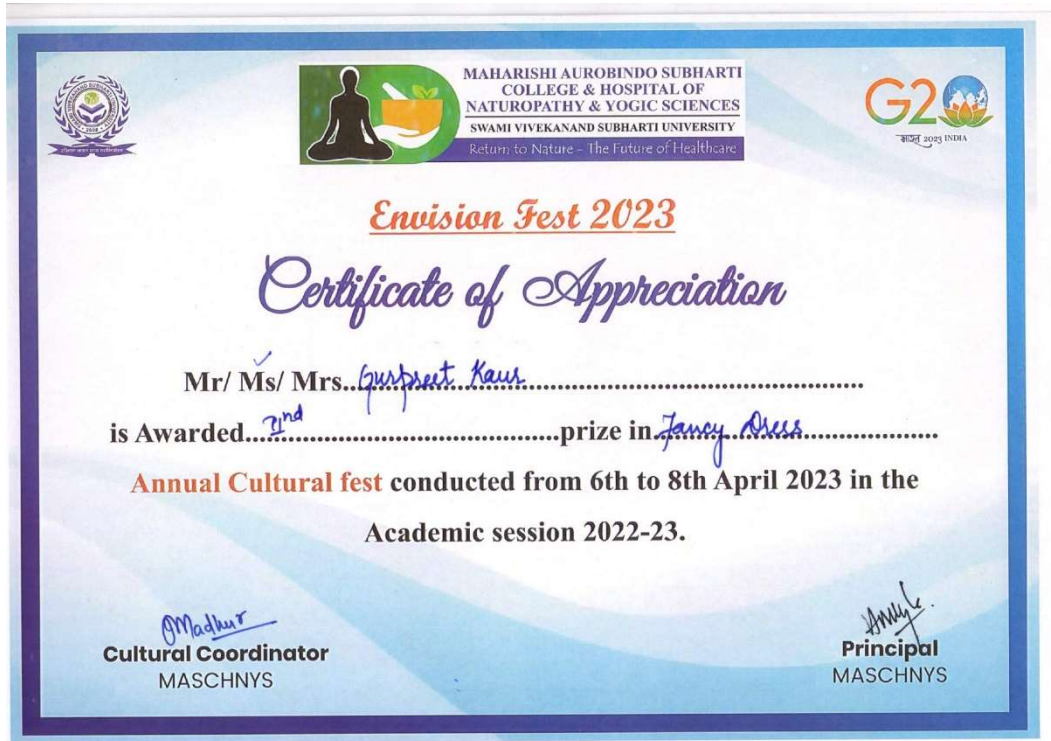 MAHARISHI AUROBINDO SUBHARTI
COLLEGE & HOSPITAL OF
NATUROPATHY & YOGIC SCIENCES
SWAMI VIVEKANAND SUBHARTI UNIVERSITY
Return to Nature - The Future of Healthcare
G20
भारत 2023 INDIA
Envision Fest 2023
Certificate of Appreciation
Mr/ Ms/ Mrs..Gurpreet Kaur..........................................................
is Awarded....IInd.............................................prize in..Fancy Dress....................
Annual Cultural fest conducted from 6th to 8th April 2023 in the
Academic session 2022-23.
Madhur
Cultural Coordinator
MASCHNYS
Principal
MASCHNYS